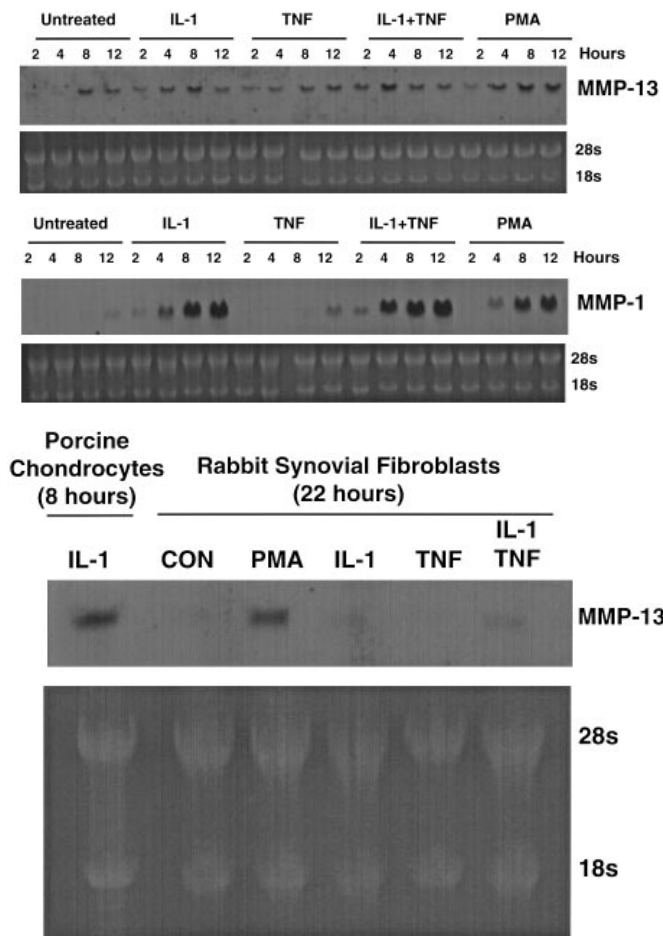 Untreated IL-1 TNF IL-1+TNF PMA
2 4 8 12 2 4 8 12 2 4 8 12 2 4 8 12 2 4 8 12 Hours
MMP-13
28s
18s
Untreated IL-1 TNF IL-1+TNF PMA
2 4 8 12 2 4 8 12 2 4 8 12 2 4 8 12 2 4 8 12 Hours
MMP-1
28s
18s
Porcine
Chondrocytes
(8 hours)
Rabbit Synovial Fibroblasts
(22 hours)
IL-1 CON PMA IL-1 TNF IL-1
TNF
MMP-13
28s
18s